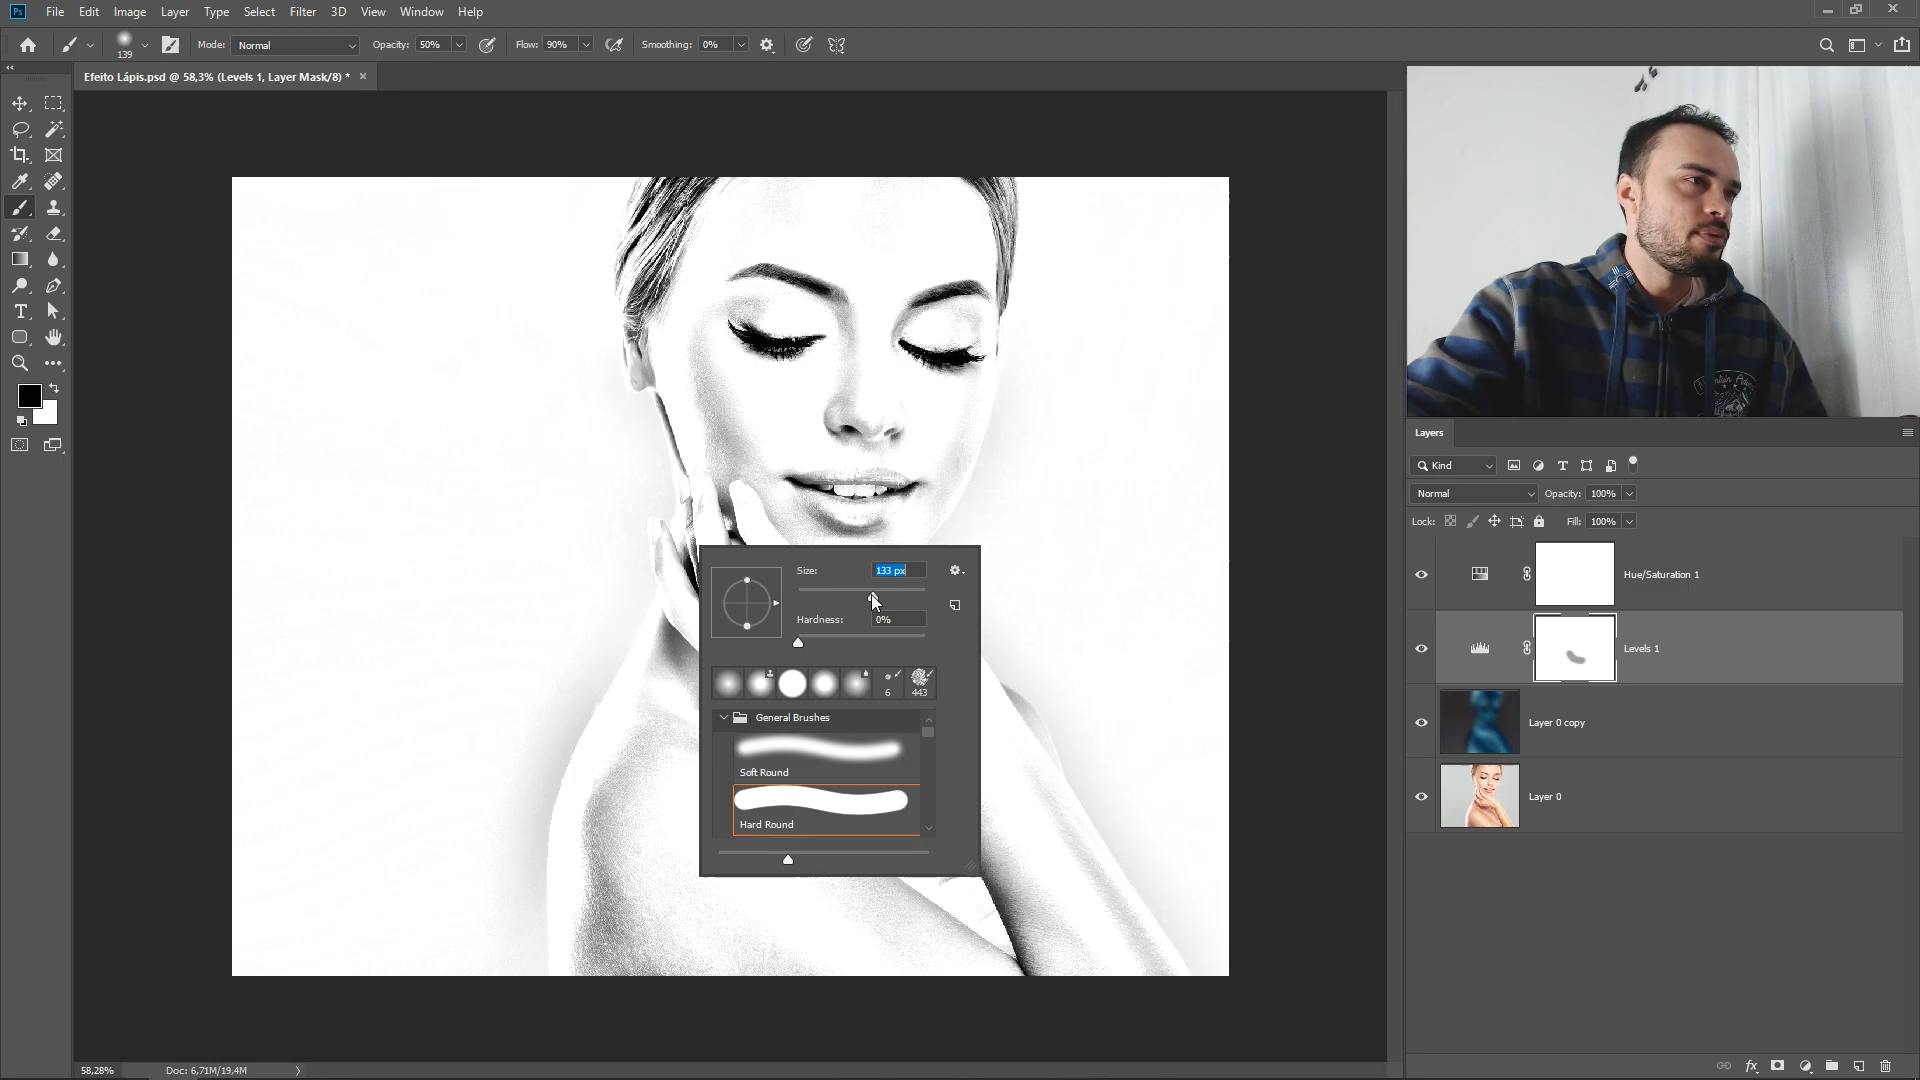 Ps File Edit Image Layer Type Select Filter 3D View Window Help
139 Mode: Normal Opacity: 50% Flow: 90% Smoothing: 0%
Efeito Lápis.psd @ 58,3% (Levels 1, Layer Mask/8) *
Size: 133 px
Hardness: 0%
6 443
General Brushes
Soft Round
Hard Round
58,28% Doc: 6,71M/19,4M
Layers
Kind
Normal Opacity: 100%
Lock: Fill: 100%
Hue/Saturation 1
Levels 1
Layer 0 copy
Layer 0
fx